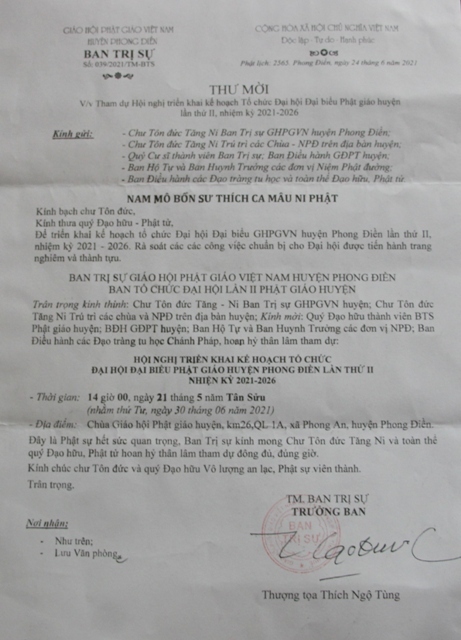 GIÁO HỘI PHẬT GIÁO VIỆT NAM
HUYỆN PHONG ĐIỀN
BAN TRỊ SỰ
Số: 039/2021/TM-BTS
CỘNG HÒA XÃ HỘI CHỦ NGHĨA VIỆT NAM
Độc lập - Tự do - Hạnh phúc
Phật lịch: 2565, Phong Điền, ngày 24 tháng 6 năm 2021
THƯ MỜI
V/v Tham dự Hội nghị triển khai kế hoạch Tổ chức Đại hội Đại biểu Phật giáo huyện
lần thứ II, nhiệm kỳ 2021-2026
Kính gửi:
- Chư Tôn đức Tăng Ni Ban Trị sự GHPGVN huyện Phong Điền;
- Chư Tôn đức Tăng Ni Trú trì các Chùa - NPĐ trên địa bàn huyện;
- Quý Cư sĩ thành viên Ban Trị sự; Ban Điều hành GĐPT huyện;
- Ban Hộ Tự và Ban Huynh Trưởng các đơn vị Niệm Phật đường;
- Ban Điều hành các Đạo tràng tu học và toàn thể Đạo hữu, Phật tử.
NAM MÔ BỔN SƯ THÍCH CA MÂU NI PHẬT
Kính bạch chư Tôn đức,
Kính thưa quý Đạo hữu - Phật tử,
Để triển khai kế hoạch tổ chức Đại hội Đại biểu GHPGVN huyện Phong Điền lần thứ II,
nhiệm kỳ 2021 - 2026. Rà soát các các công việc chuẩn bị cho Đại hội được tiến hành trang
nghiêm và thành tựu.
BAN TRỊ SỰ GIÁO HỘI PHẬT GIÁO VIỆT NAM HUYỆN PHONG ĐIỀN
BAN TỔ CHỨC ĐẠI HỘI LẦN II PHẬT GIÁO HUYỆN
Trân trọng kính thỉnh: Chư Tôn đức Tăng - Ni Ban Trị sự GHPGVN huyện; Chư Tôn đức
Tăng Ni Trú trì các chùa và NPĐ trên địa bàn huyện; Kính mời: Quý Đạo hữu thành viên BTS
Phật giáo huyện; BĐH GĐPT huyện; Ban Hộ Tự và Ban Huynh Trưởng các đơn vị NPĐ; Ban
Điều hành các Đạo tràng tu học Chánh Pháp, hoan hỷ thân lâm tham dự:
HỘI NGHỊ TRIỂN KHAI KẾ HOẠCH TỔ CHỨC
ĐẠI HỘI ĐẠI BIỂU PHẬT GIÁO HUYỆN PHONG ĐIỀN LẦN THỨ II
NHIỆM KỲ 2021-2026
- Thời gian: 14 giờ 00, ngày 21 tháng 5 năm Tân Sửu
(nhằm thứ Tư, ngày 30 tháng 06 năm 2021)
- Địa điểm: Chùa Giáo hội Phật giáo huyện, km26,QL 1A, xã Phong An, huyện Phong Điền.
Đây là Phật sự hết sức quan trọng, Ban Trị sự kính mong Chư Tôn đức Tăng Ni và toàn thể
quý Đạo hữu, Phật tử hoan hỷ thân lâm tham dự đông đủ, đúng giờ.
Kính chúc chư Tôn đức và quý Đạo hữu Vô lượng an lạc, Phật sự viên thành.
Trân trọng.
TM. BAN TRỊ SỰ
TRƯỞNG BAN
BAN
TRỊ SỰ
Nơi nhận:
- Như trên;
- Lưu Văn phòng
Thượng tọa Thích Ngộ Tùng